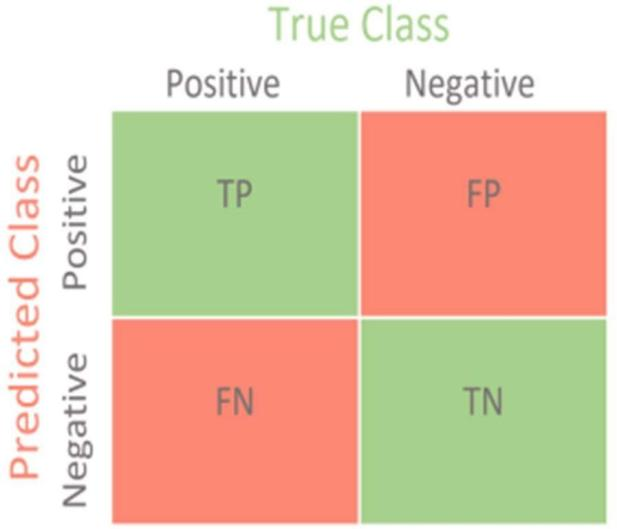 True Class
Positive Negative
Predicted Class
Positive
TP FP
Negative
FN TN